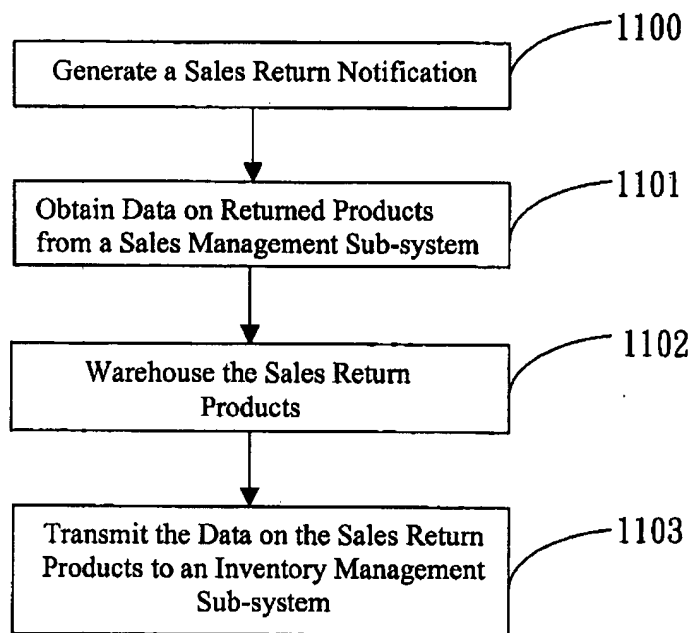 1100
Generate a Sales Return Notification
1101
Obtain Data on Returned Products
from a Sales Management Sub-system
1102
Warehouse the Sales Return
Products
1103
Transmit the Data on the Sales Return
Products to an Inventory Management
Sub-system